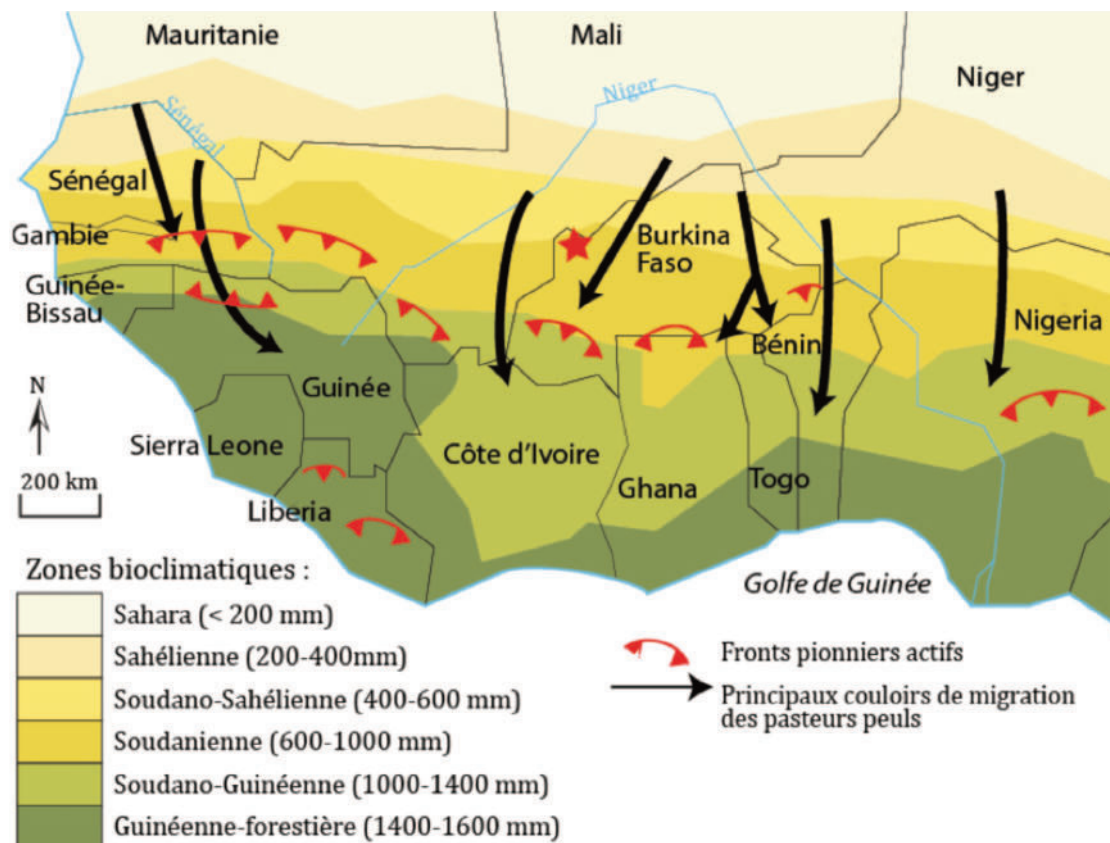 Mauritanie
Mali
Niger
Niger
Sénégal
Sénégal
Gambie
Burkina
Faso
Guinée-
Bissau
Nigeria
Bénin
Guinée
N
Sierra Leone
Côte d'Ivoire
Togo
Ghana
200 km
Liberia
Zones bioclimatiques :
Golfe de Guinée
Sahara (< 200 mm)
Sahélienne (200-400mm)
Soudano-Sahélienne (400-600 mm)
Soudanienne (600-1000 mm)
Soudano-Guinéenne (1000-1400 mm)
Guinéenne-forestière (1400-1600 mm)
Fronts pionniers actifs
Principaux couloirs de migration
des pasteurs peuls